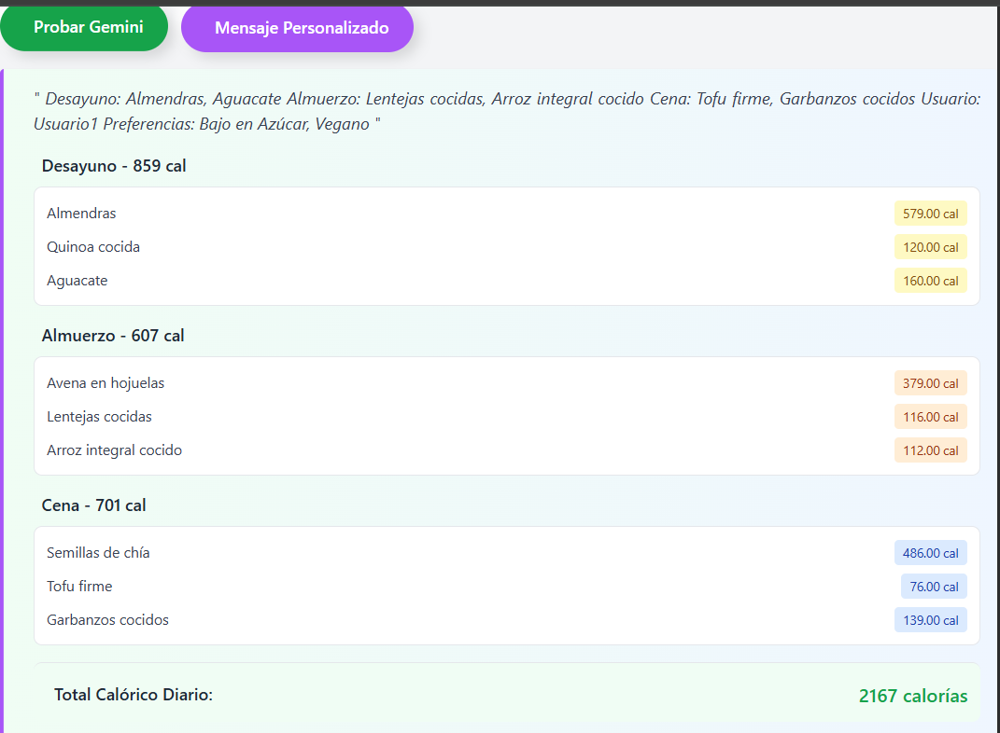 Probar Gemini
Mensaje Personalizado
" Desayuno: Almendras, Aguacate Almuerzo: Lentejas cocidas, Arroz integral cocido Cena: Tofu firme, Garbanzos cocidos Usuario:
Usuario1 Preferencias: Bajo en Azúcar, Vegano "
Desayuno - 859 cal
Almendras 579.00 cal
Quinoa cocida 120.00 cal
Aguacate 160.00 cal
Almuerzo - 607 cal
Avena en hojuelas 379.00 cal
Lentejas cocidas 116.00 cal
Arroz integral cocido 112.00 cal
Cena - 701 cal
Semillas de chía 486.00 cal
Tofu firme 76.00 cal
Garbanzos cocidos 139.00 cal
Total Calórico Diario: 2167 calorías